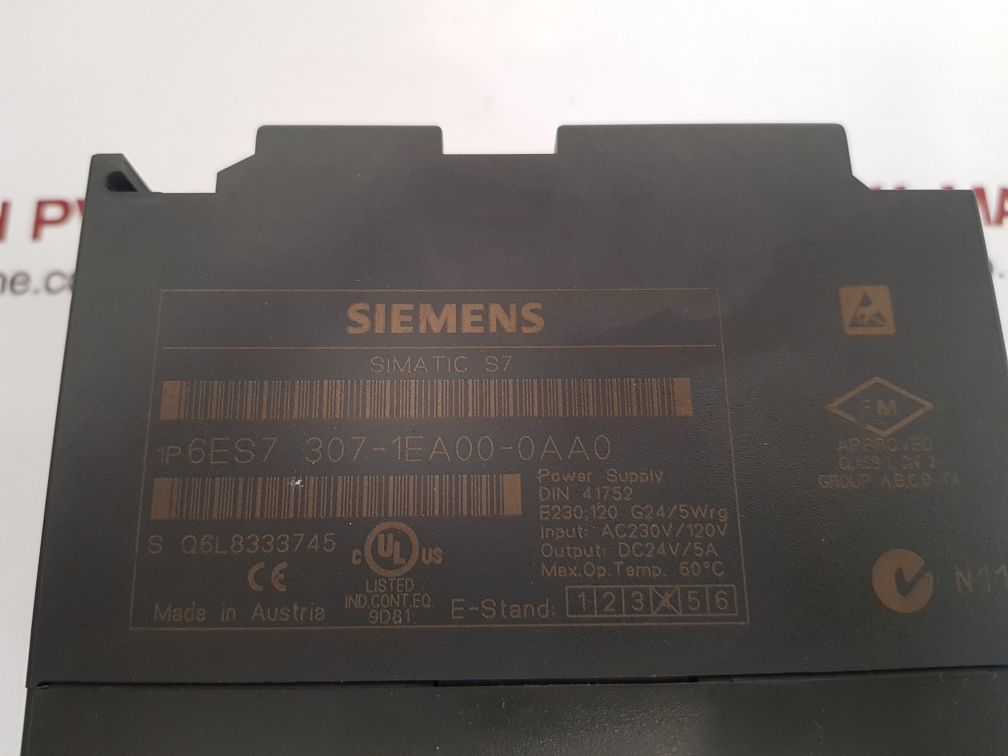 SIEMENS
SIMATIC S7
1P 6ES7 307-1EA00-0AA0
Power Supply
DIN 41752
E230;120 G24/5Wrg
Input: AC230V/120V
Output: DC24V/5A
Max.Op.Temp. 60°C
S Q6L8333745
C UL US
LISTED
IND.CONT.EQ.
9D81
CE
Made in Austria
E-Stand: 1 2 3 X 5 6
FM
APPROVED
CLASS I, DIV 2,
GROUP A,B,C,D T4
N11